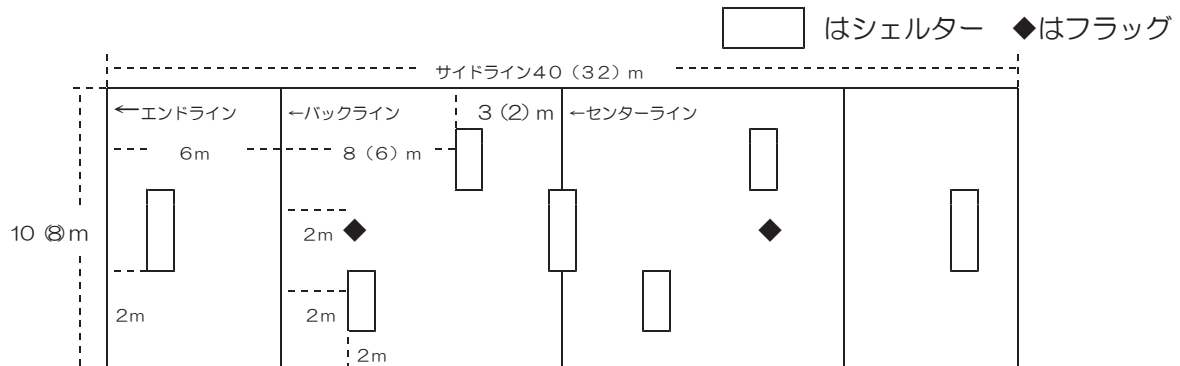 はシェルター ◆はフラッグ
サイドライン40(32)m
←エンドライン
←バックライン
3(2)m
←センターライン
6m
8(6)m
10(8)m
2m
2m
2m
2m